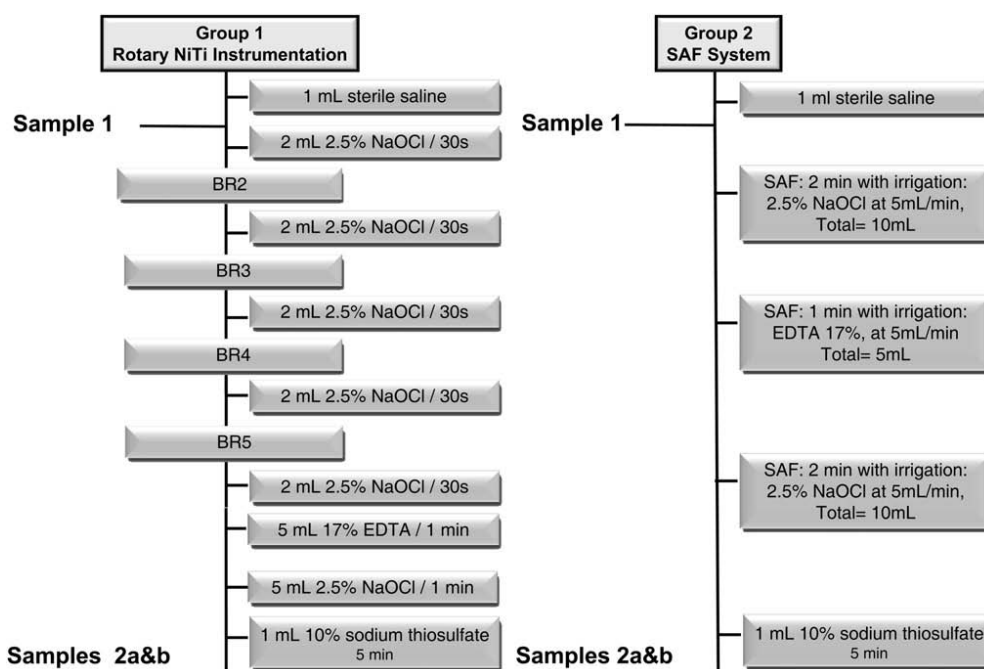 Group 1
Rotary NiTi Instrumentation
1 mL sterile saline
Sample 1
2 mL 2.5% NaOCl / 30s
BR2
2 mL 2.5% NaOCl / 30s
BR3
2 mL 2.5% NaOCl / 30s
BR4
2 mL 2.5% NaOCl / 30s
BR5
2 mL 2.5% NaOCl / 30s
5 mL 17% EDTA / 1 min
5 mL 2.5% NaOCl / 1 min
1 mL 10% sodium thiosulfate
5 min
Samples 2a&b
Group 2
SAF System
1 ml sterile saline
Sample 1
SAF: 2 min with irrigation:
2.5% NaOCl at 5mL/min,
Total= 10mL
SAF: 1 min with irrigation:
EDTA 17%, at 5mL/min
Total= 5mL
SAF: 2 min with irrigation:
2.5% NaOCl at 5mL/min,
Total= 10mL
1 mL 10% sodium thiosulfate
5 min
Samples 2a&b